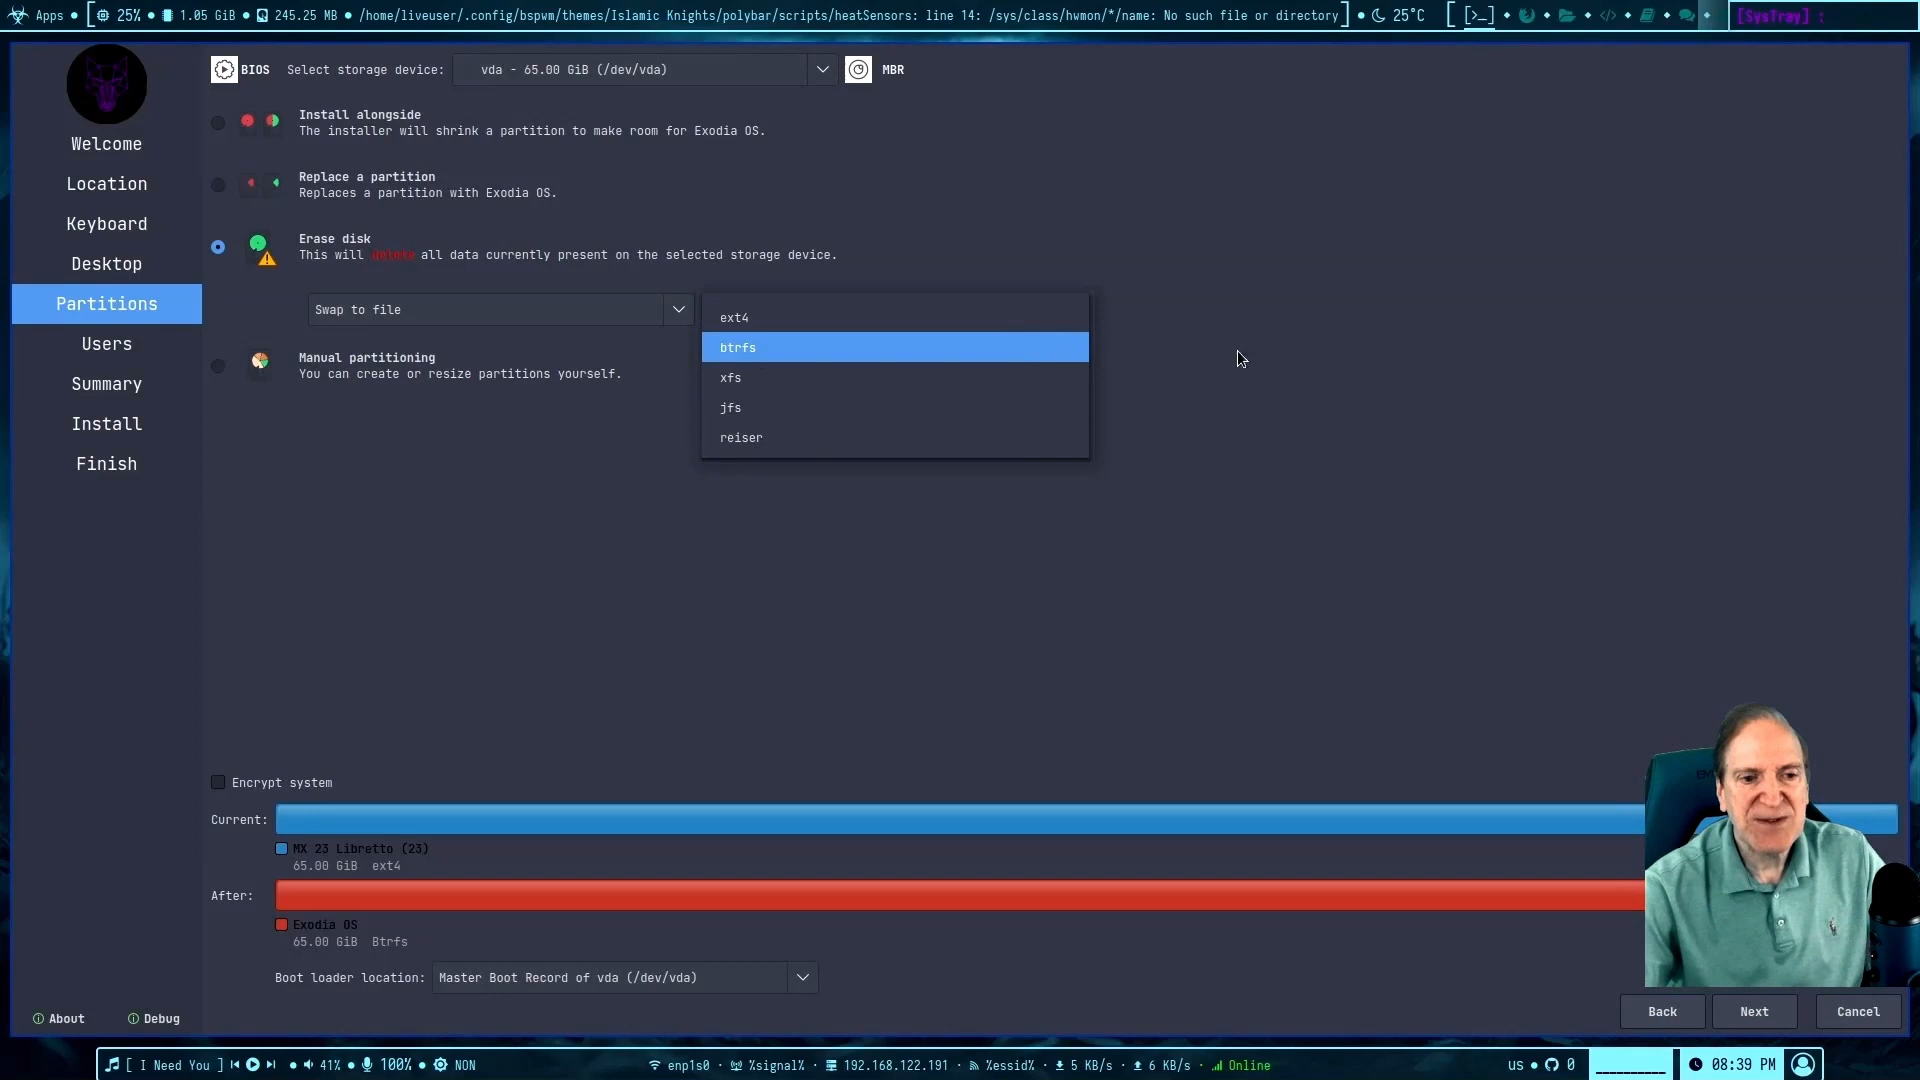 Apps 25% 1.05 GiB 245.25 MB /home/liveuser/.config/bspwm/themes/Islamic Knights/polybar/scripts/heatSensors: line 14: /sys/class/hwmon/*/name: No such file or directory 25°C [SysTray] :
BIOS Select storage device: vda - 65.00 GiB (/dev/vda) MBR
Install alongside
The installer will shrink a partition to make room for Exodia OS.
Replace a partition
Replaces a partition with Exodia OS.
Erase disk
This will delete all data currently present on the selected storage device.
Swap to file
ext4
btrfs
xfs
jfs
reiser
Manual partitioning
You can create or resize partitions yourself.
Welcome
Location
Keyboard
Desktop
Partitions
Users
Summary
Install
Finish
Encrypt system
Current:
MX 23 Libretto (23)
65.00 GiB ext4
After:
Exodia OS
65.00 GiB Btrfs
Boot loader location: Master Boot Record of vda (/dev/vda)
About Debug
Back Next Cancel
[ I Need You ] 41% 100% NON enp1s0 · %signal% · 192.168.122.191 · %essid% · 5 KB/s · 6 KB/s · Online us 0 08:39 PM